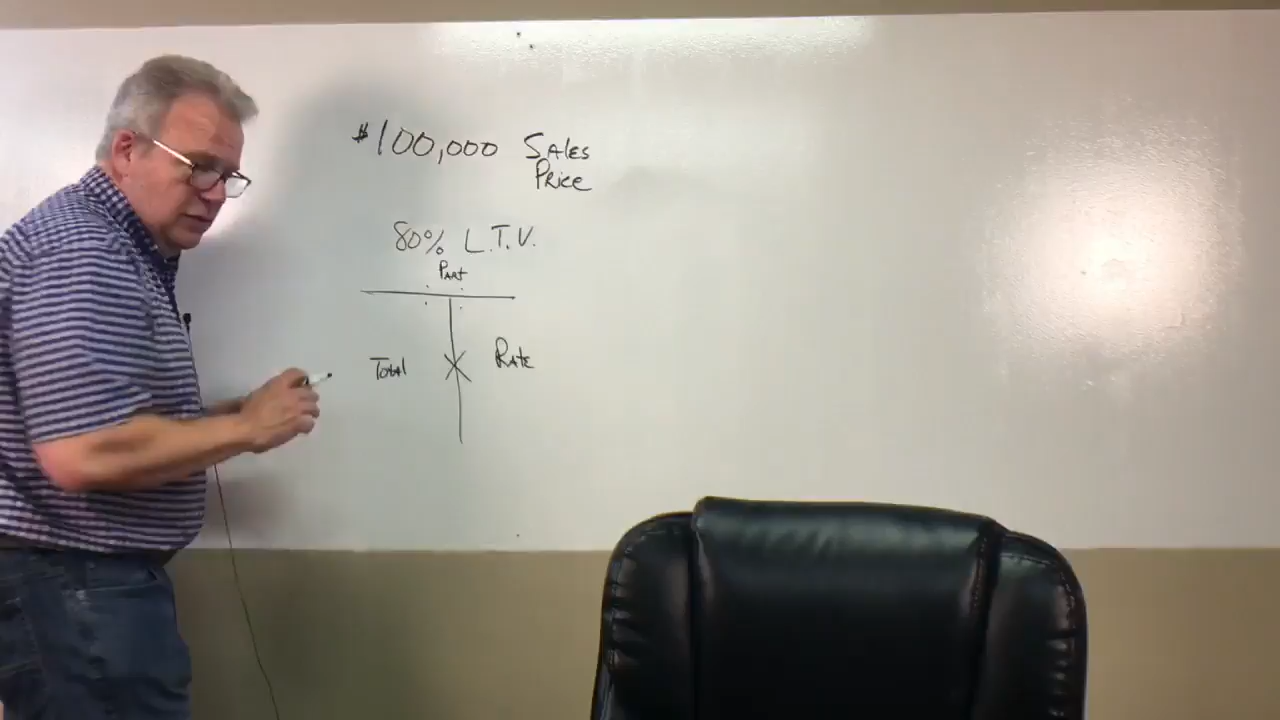 $100,000 Sales
Price
80% L.T.V.
Part
Total X Rate